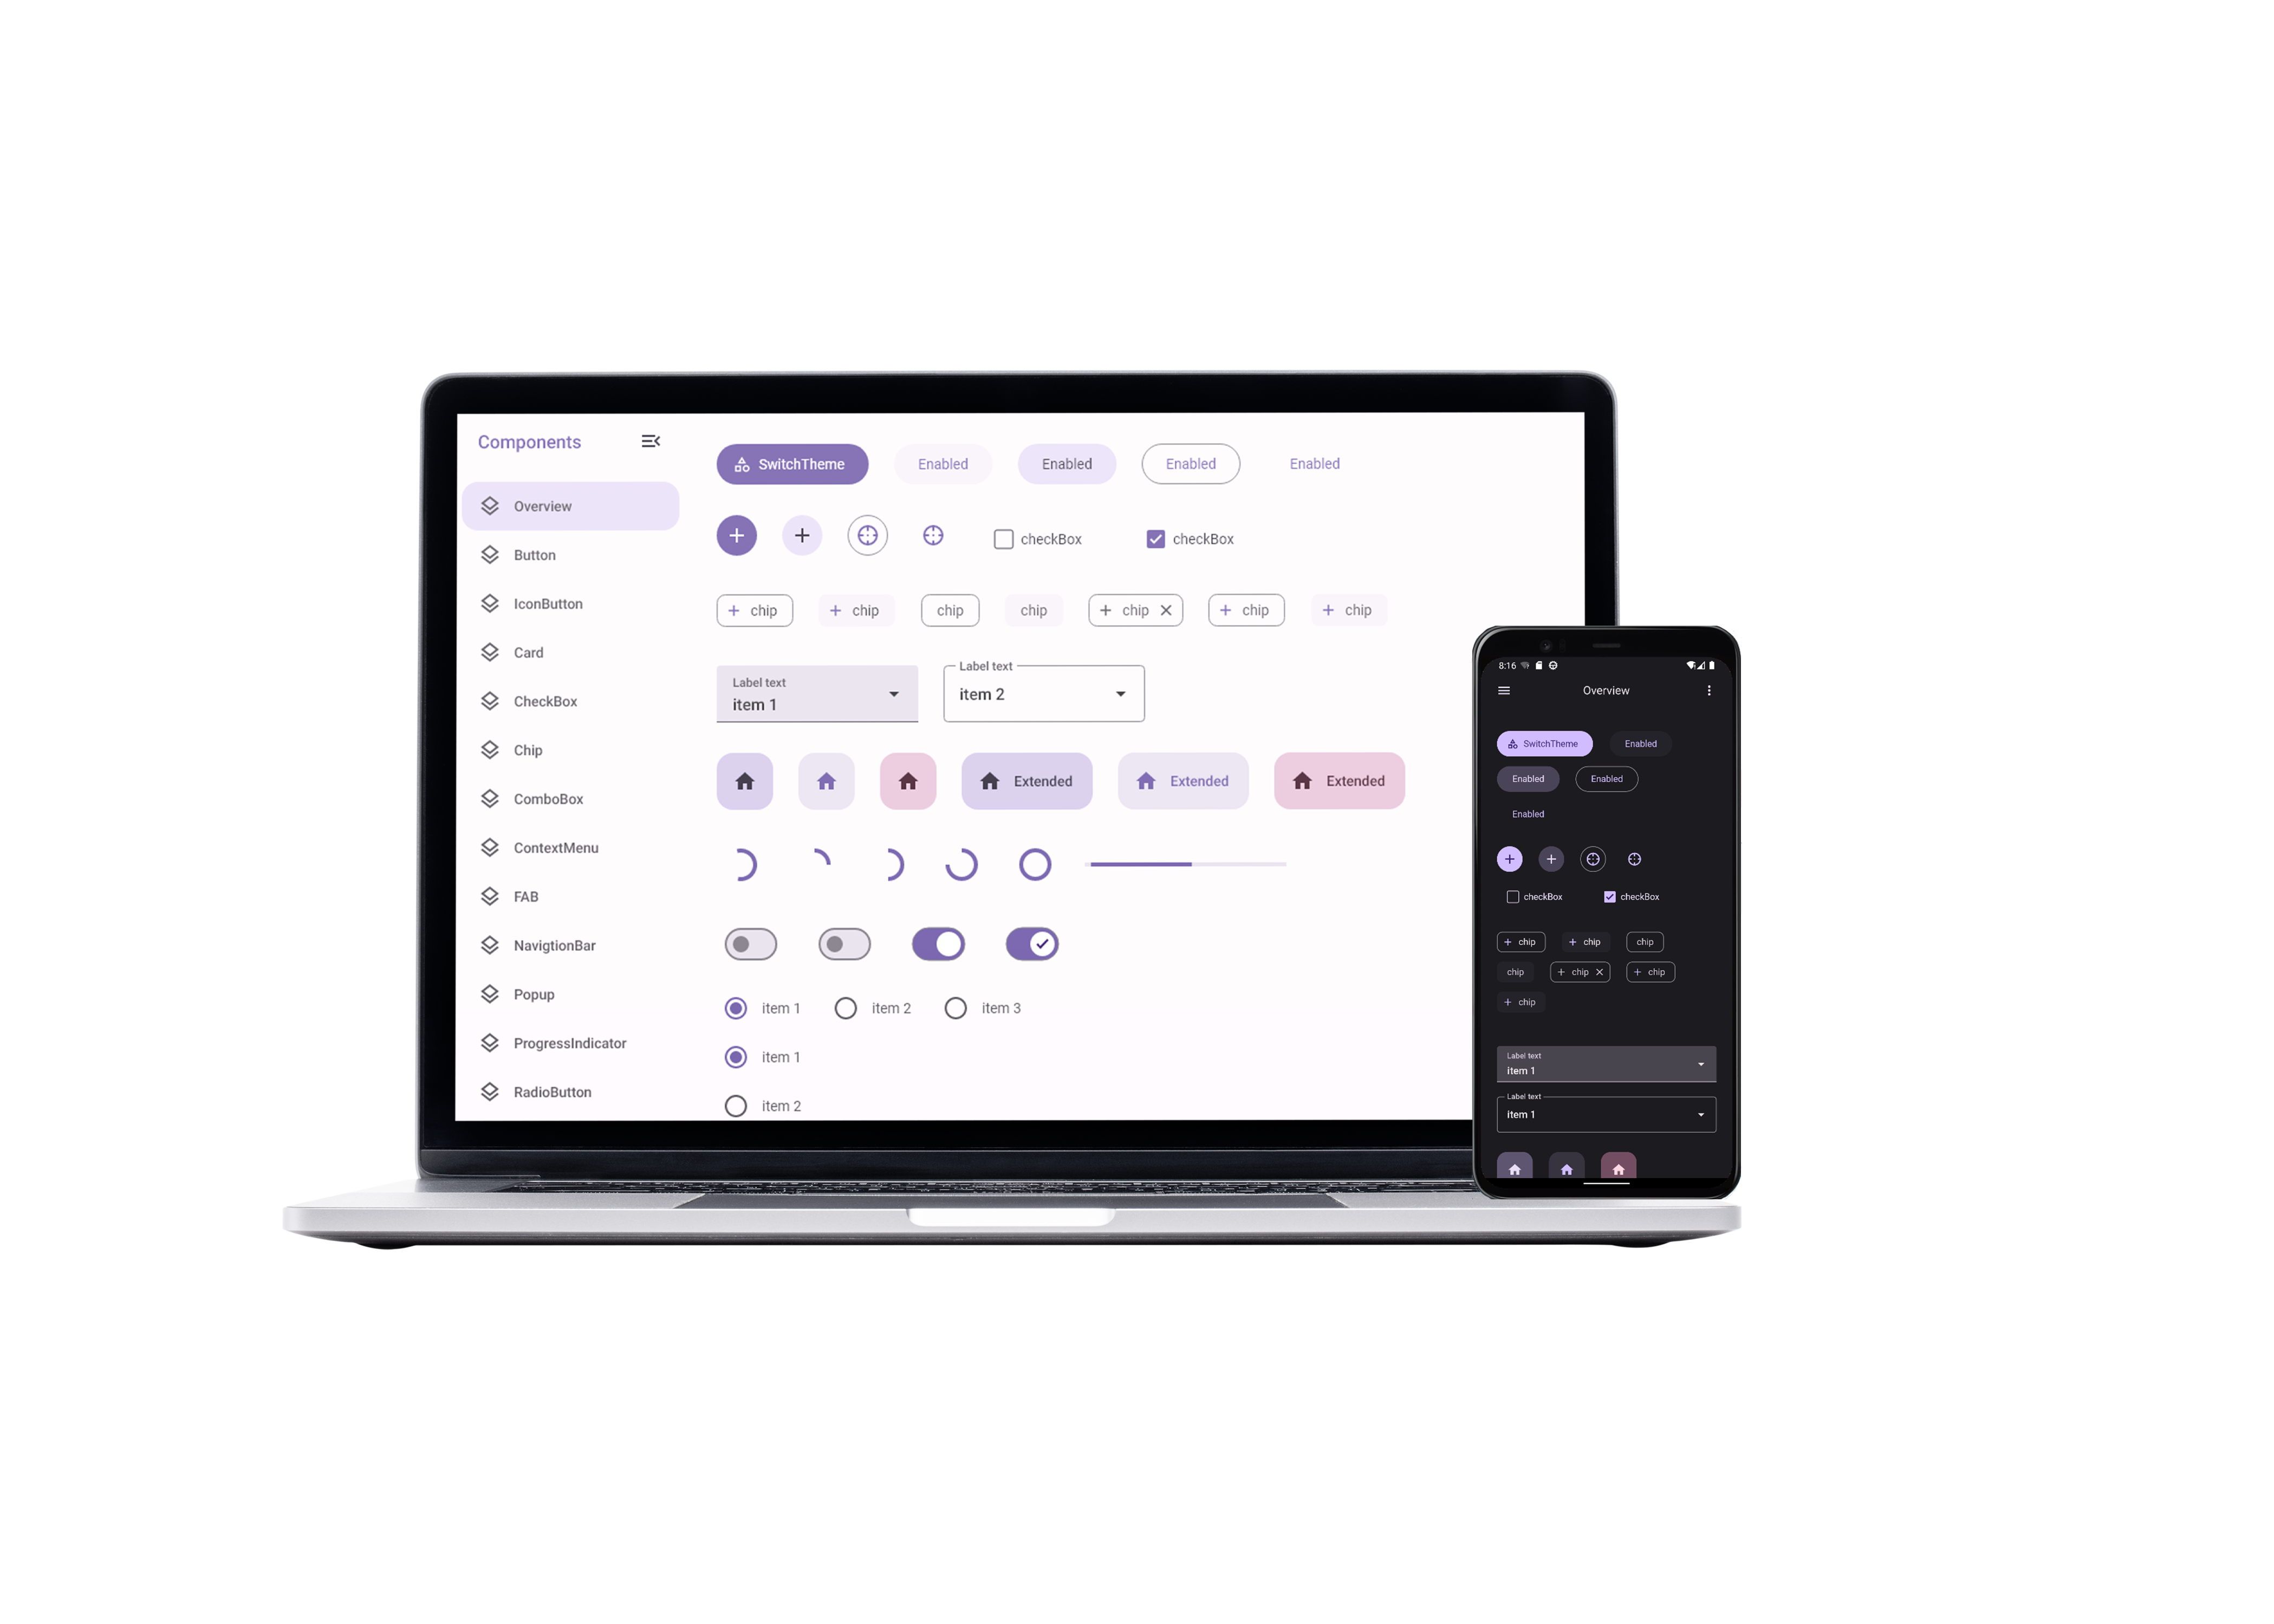 Components
Overview
Button
IconButton
Card
CheckBox
Chip
ComboBox
ContextMenu
FAB
NavigtionBar
Popup
ProgressIndicator
RadioButton
SwitchTheme Enabled Enabled Enabled Enabled
checkBox checkBox
chip chip chip chip chip chip chip
Label text Label text
item 1 item 2
Extended Extended Extended
item 1 item 2 item 3
item 1
item 2
8:16
Overview
SwitchTheme Enabled
Enabled Enabled
Enabled
checkBox checkBox
chip chip chip
chip chip chip
chip
Label text
item 1
Label text
item 1